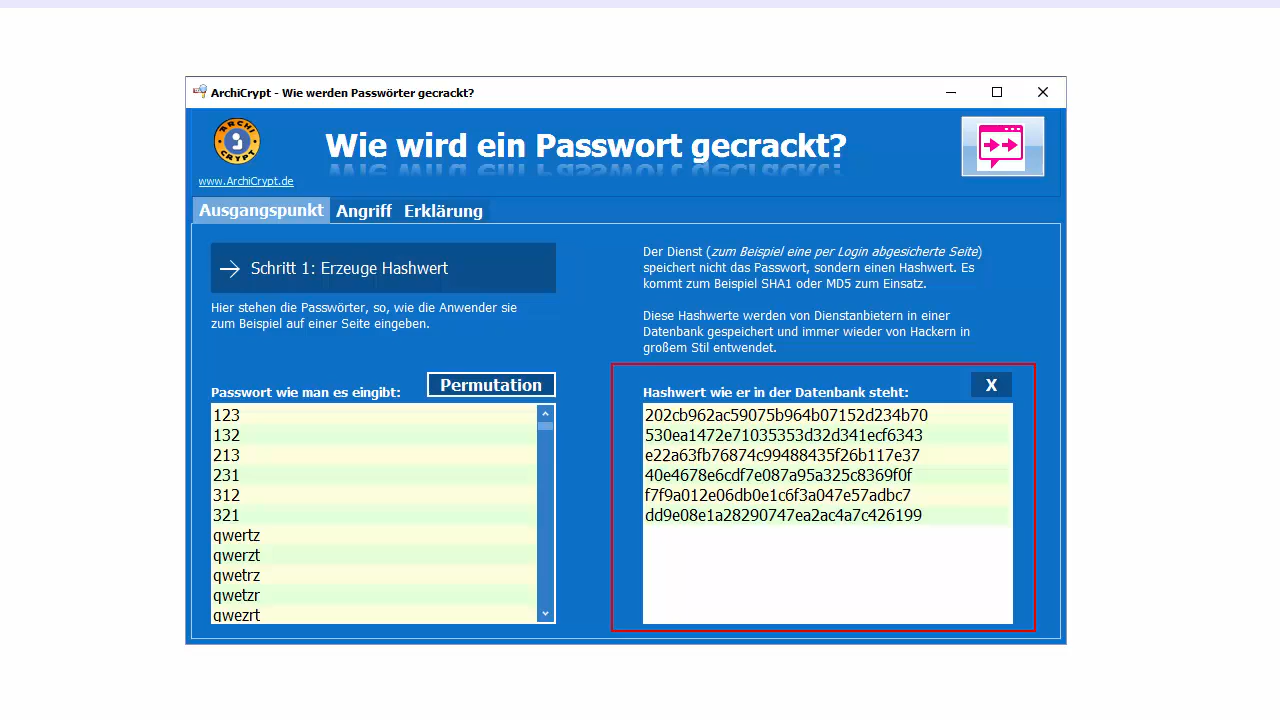 ArchiCrypt - Wie werden Passwörter gecrackt?
ARCHI
CRYPT
Wie wird ein Passwort gecrackt?
www.ArchiCrypt.de
Ausgangspunkt Angriff Erklärung
Schritt 1: Erzeuge Hashwert
Hier stehen die Passwörter, so, wie die Anwender sie
zum Beispiel auf einer Seite eingeben.
Der Dienst (zum Beispiel eine per Login abgesicherte Seite)
speichert nicht das Passwort, sondern einen Hashwert. Es
kommt zum Beispiel SHA1 oder MD5 zum Einsatz.
Diese Hashwerte werden von Dienstanbietern in einer
Datenbank gespeichert und immer wieder von Hackern in
großem Stil entwendet.
Passwort wie man es eingibt:
Permutation
123
132
213
231
312
321
qwertz
qwerzt
qwetrz
qwetzr
qwezrt
Hashwert wie er in der Datenbank steht:
X
202cb962ac59075b964b07152d234b70
530ea1472e71035353d32d341ecf6343
e22a63fb76874c99488435f26b117e37
40e4678e6cdf7e087a95a325c8369f0f
f7f9a012e06db0e1c6f3a047e57adbc7
dd9e08e1a28290747ea2ac4a7c426199